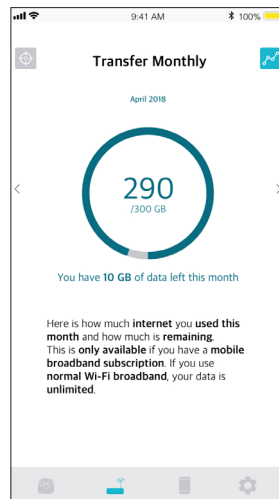 9:41 AM
100%
Transfer Monthly
April 2018
290
/300 GB
You have 10 GB of data left this month
Here is how much internet you used this
month and how much is remaining.
This is only available if you have a mobile
broadband subscription. If you use
normal Wi-Fi broadband, your data is
unlimited.